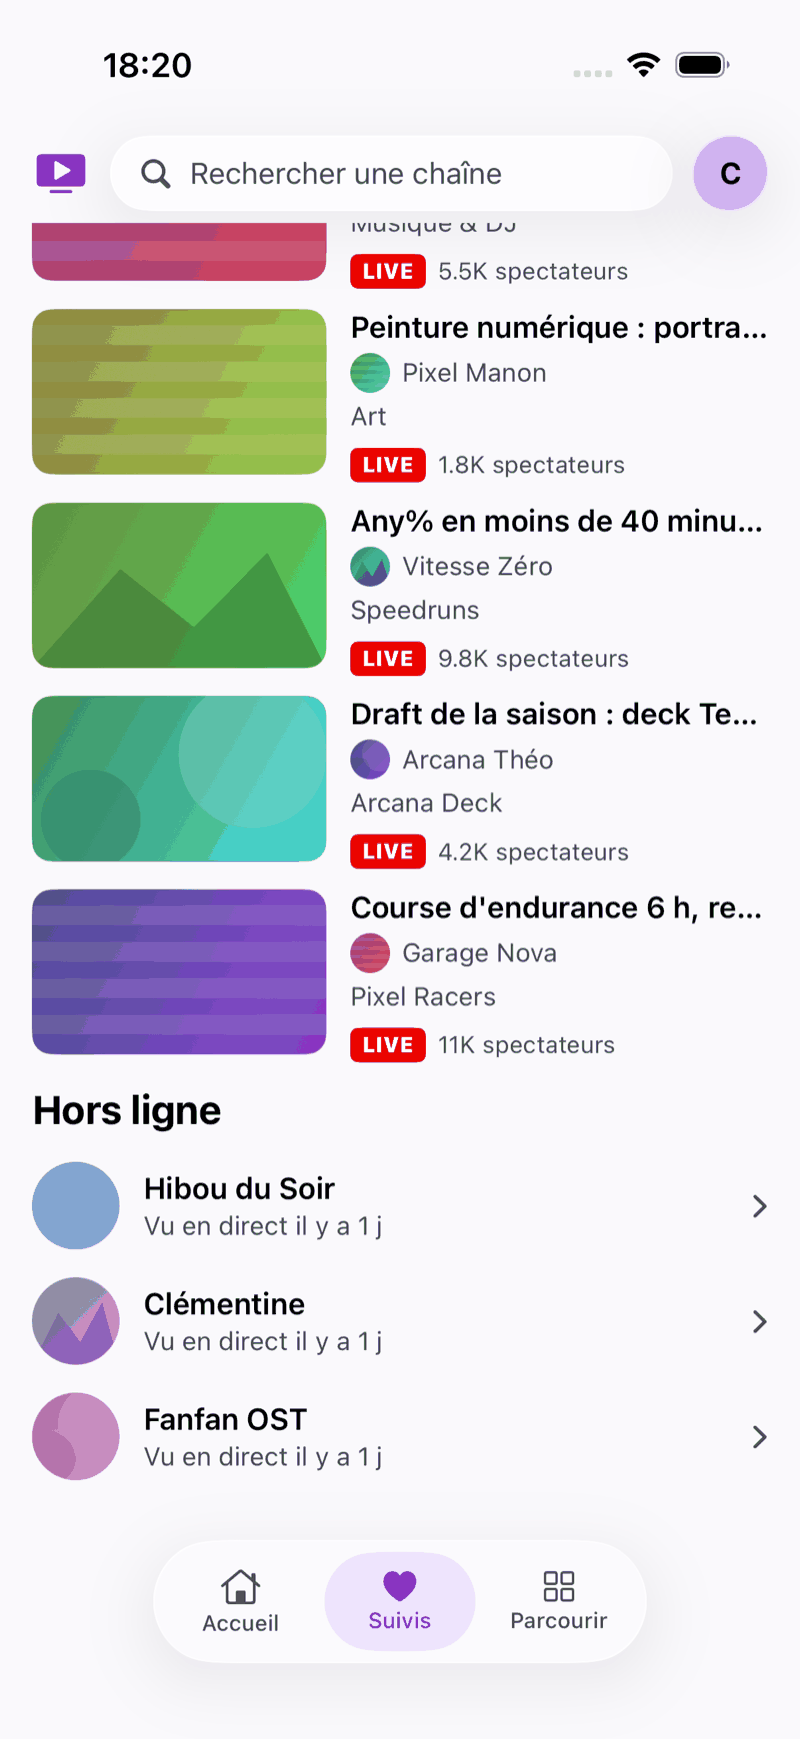 18:20
Rechercher une chaîne
C
Musique & DJ
LIVE 5.5K spectateurs
Peinture numérique : portra...
Pixel Manon
Art
LIVE 1.8K spectateurs
Any% en moins de 40 minu...
Vitesse Zéro
Speedruns
LIVE 9.8K spectateurs
Draft de la saison : deck Te...
Arcana Théo
Arcana Deck
LIVE 4.2K spectateurs
Course d'endurance 6 h, re...
Garage Nova
Pixel Racers
LIVE 11K spectateurs
Hors ligne
Hibou du Soir
Vu en direct il y a 1 j
Clémentine
Vu en direct il y a 1 j
Fanfan OST
Vu en direct il y a 1 j
Accueil
Suivis
Parcourir